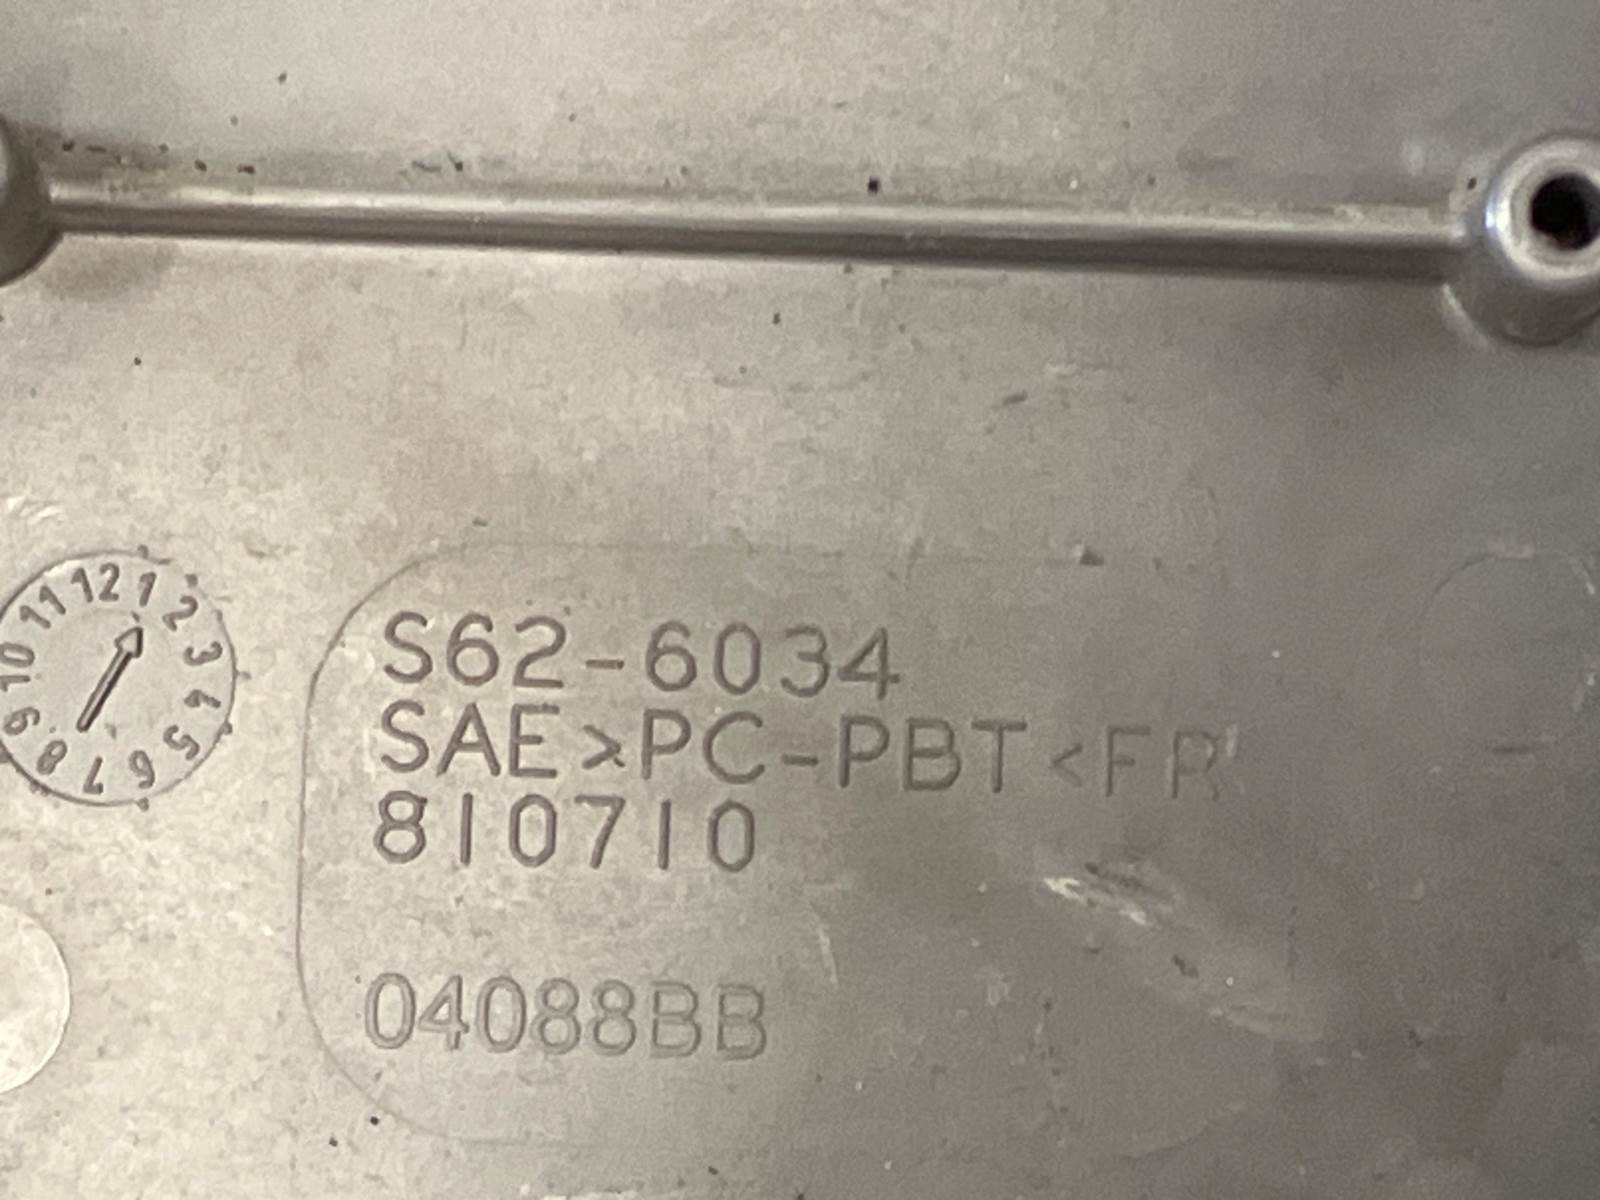 12 1 2 3 4 5 6 7 8 9 10 11
S62-6034
SAE >PC-PBT<FR
810710
04088BB